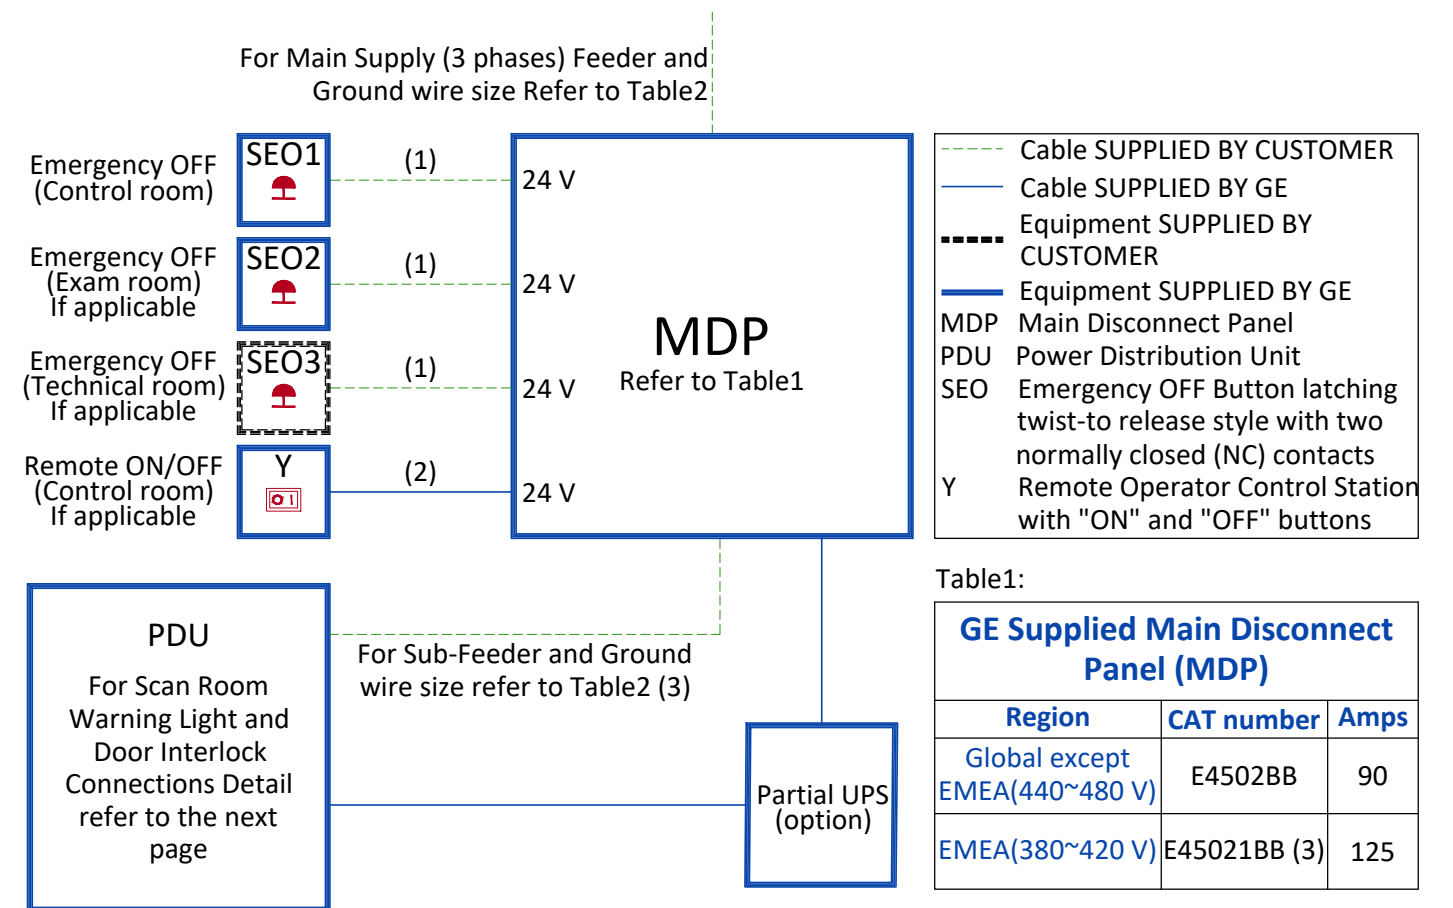 For Main Supply (3 phases) Feeder and
Ground wire size Refer to Table2
Emergency OFF
(Control room)
SEO1
(1)
24 V
Emergency OFF
(Exam room)
If applicable
SEO2
(1)
24 V
Emergency OFF
(Technical room)
If applicable
SEO3
(1)
24 V
Remote ON/OFF
(Control room)
If applicable
Y
(2)
24 V
MDP
Refer to Table1
Cable SUPPLIED BY CUSTOMER
Cable SUPPLIED BY GE
Equipment SUPPLIED BY
CUSTOMER
Equipment SUPPLIED BY GE
MDP Main Disconnect Panel
PDU Power Distribution Unit
SEO Emergency OFF Button latching
twist-to release style with two
normally closed (NC) contacts
Y Remote Operator Control Station
with "ON" and "OFF" buttons
PDU
For Scan Room
Warning Light and
Door Interlock
Connections Detail
refer to the next
page
For Sub-Feeder and Ground
wire size refer to Table2 (3)
Partial UPS
(option)
Table1:
GE Supplied Main Disconnect
Panel (MDP)
Region CAT number Amps
Global except
EMEA(440~480 V) E4502BB 90
EMEA(380~420 V) E45021BB (3) 125